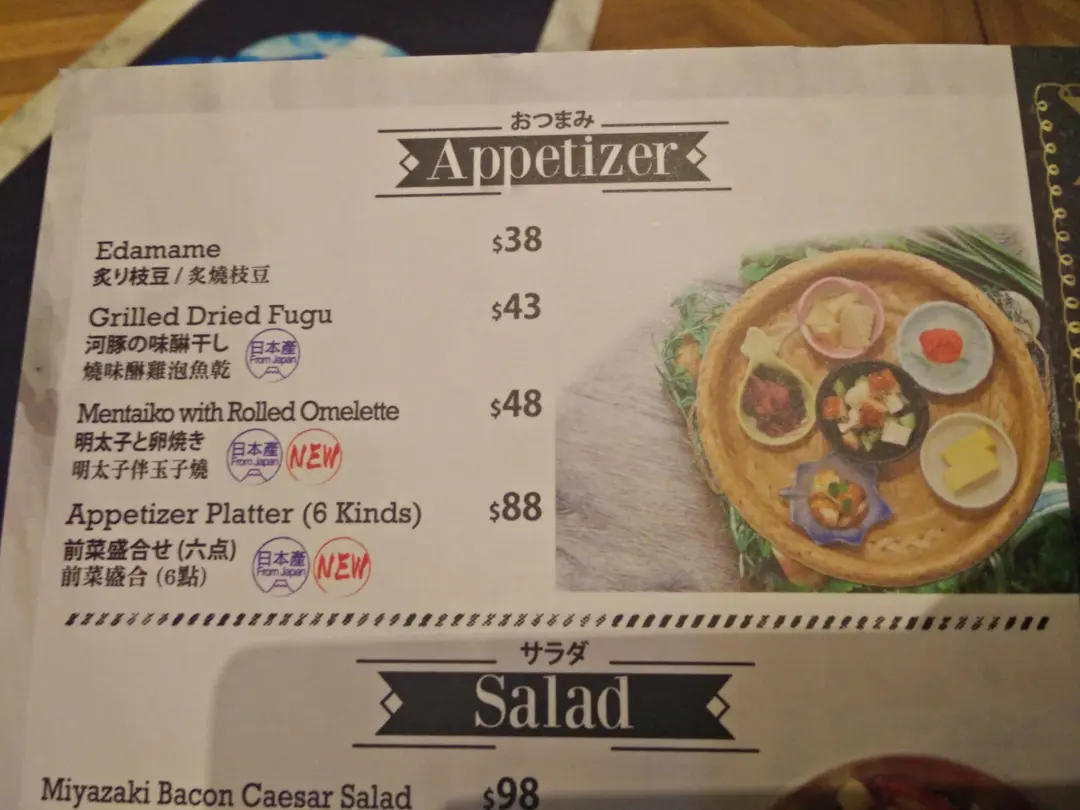 おつまみ
Appetizer
Edamame $38
炙り枝豆 / 炙燒枝豆
Grilled Dried Fugu $43
河豚の味醂干し
燒味醂雞泡魚乾
日本產
From Japan
Mentaiko with Rolled Omelette $48
明太子と卵焼き
明太子伴玉子燒
日本產
From Japan
NEW
Appetizer Platter (6 Kinds) $88
前菜盛合せ (六点)
前菜盛合 (6點)
日本產
From Japan
NEW
サラダ
Salad
Miyazaki Bacon Caesar Salad $98